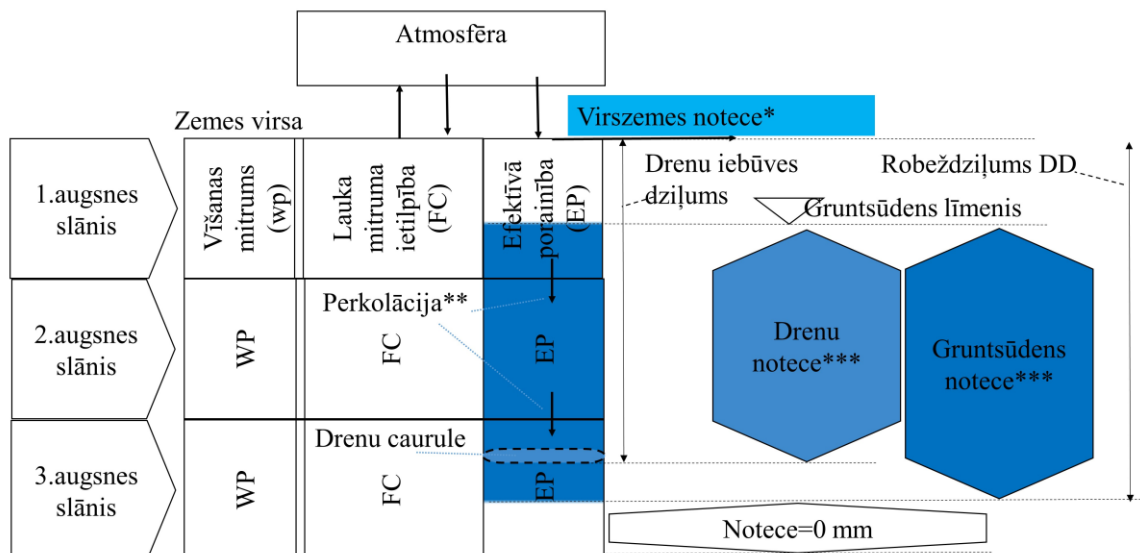 Atmosfēra
Zemes virsa
Virszemes notece*
1.augsnes
slānis
Vīšanas
mitrums
(wp)
Lauka
mitruma
ietilpība
(FC)
Efektīvā
porainība
(EP)
Drenu iebūves
dziļums
Robeždziļums DD
Gruntsūdens līmenis
2.augsnes
slānis
WP
FC
EP
Perkolācija**
Drenu
notece***
Gruntsūdens
notece***
3.augsnes
slānis
WP
FC
EP
Drenu caurule
Notece=0 mm